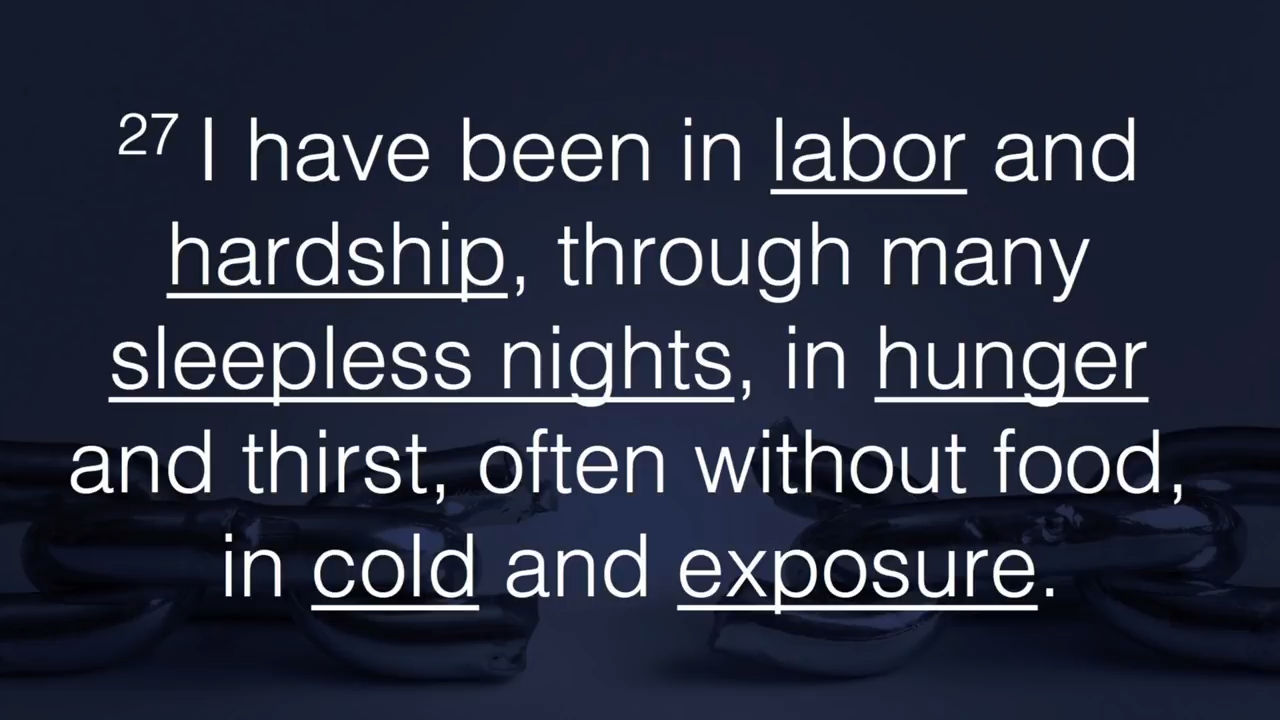 27 I have been in labor and
hardship, through many
sleepless nights, in hunger
and thirst, often without food,
in cold and exposure.